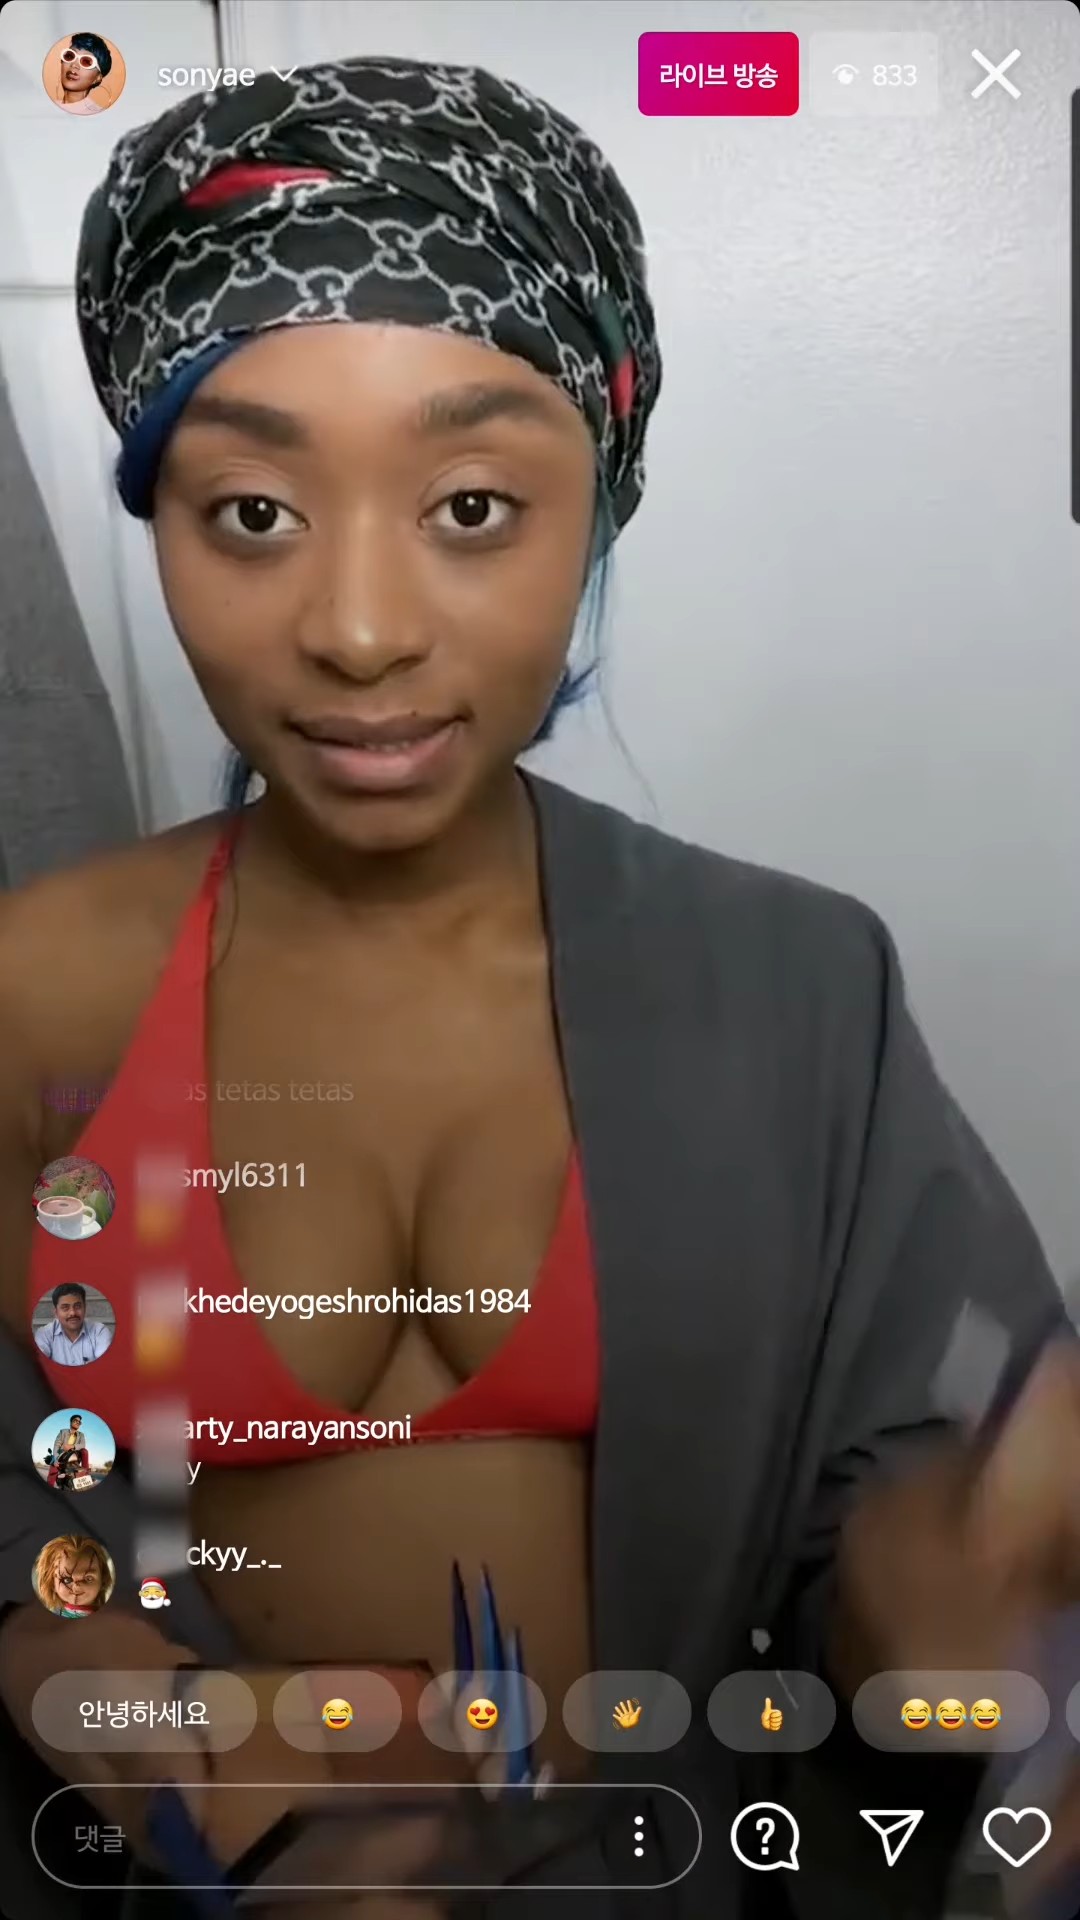 sonyae
라이브 방송
833
tetas tetas
smyl6311
khedeyogeshrohidas1984
arty_narayansoni
y
ckyy_._
안녕하세요
댓글